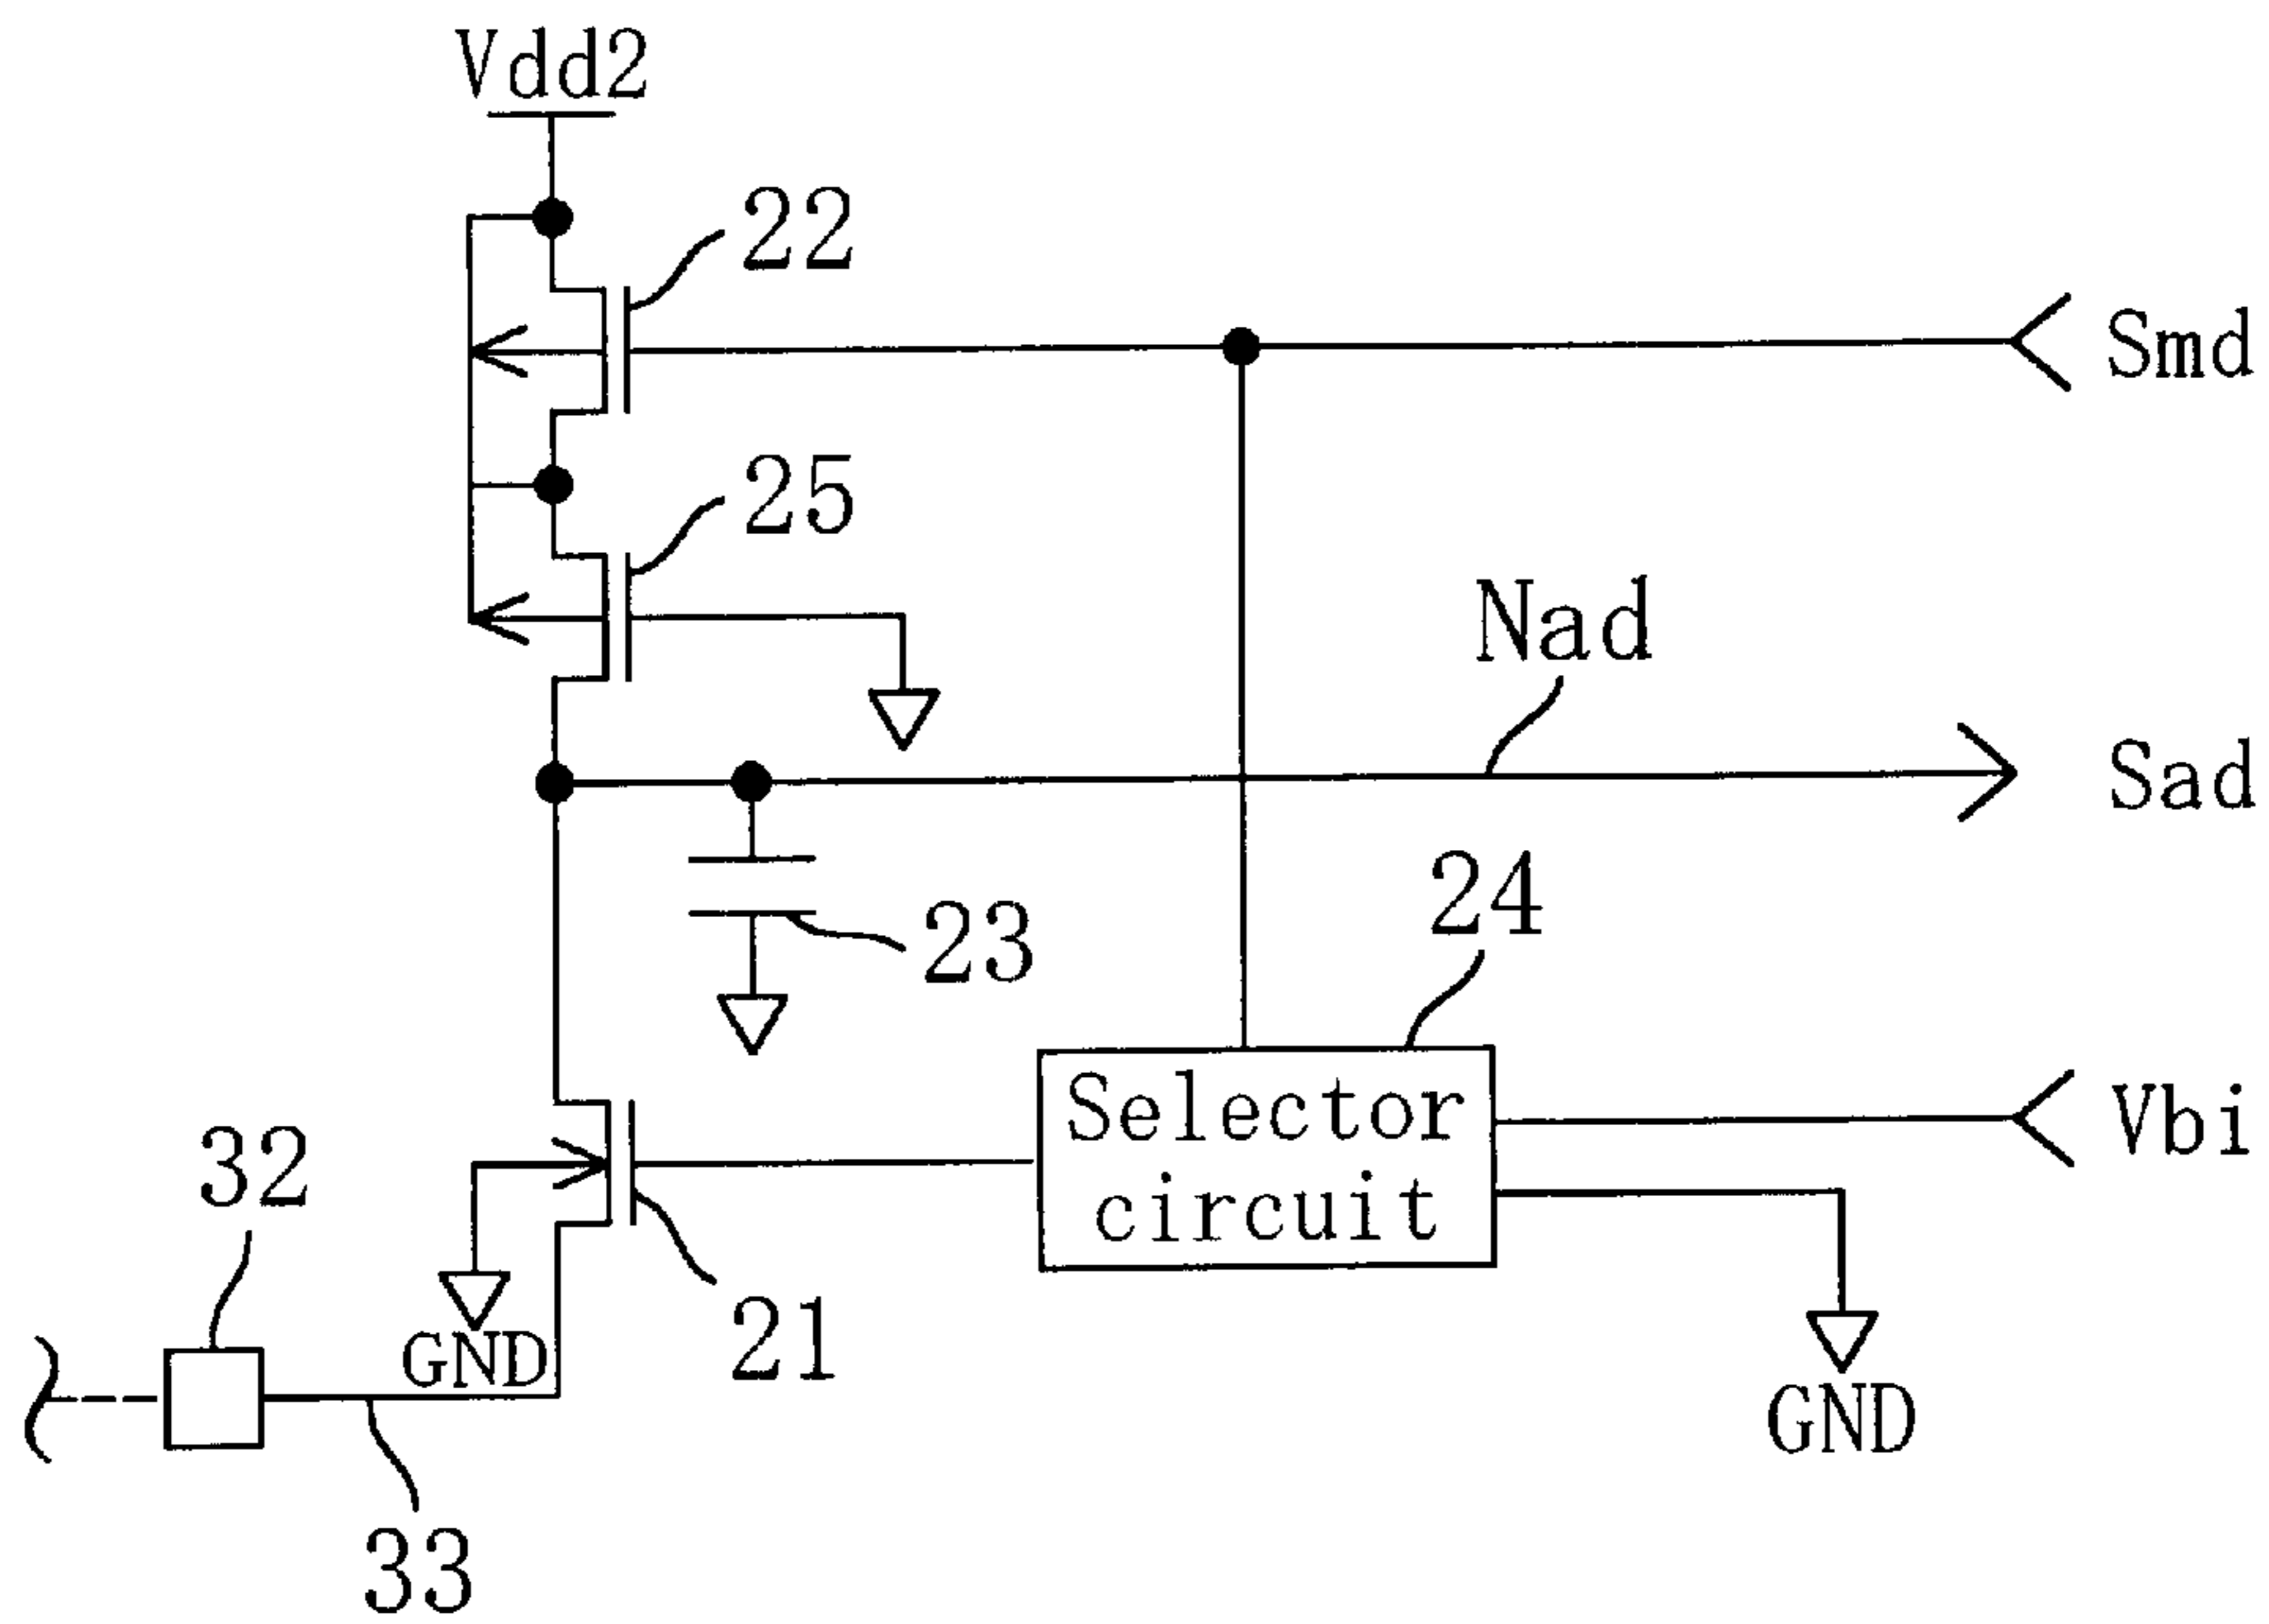 Vdd2
22
Smd
25
Nad
Sad
23
24
Selector
circuit
Vbi
32
GND
21
GND
33